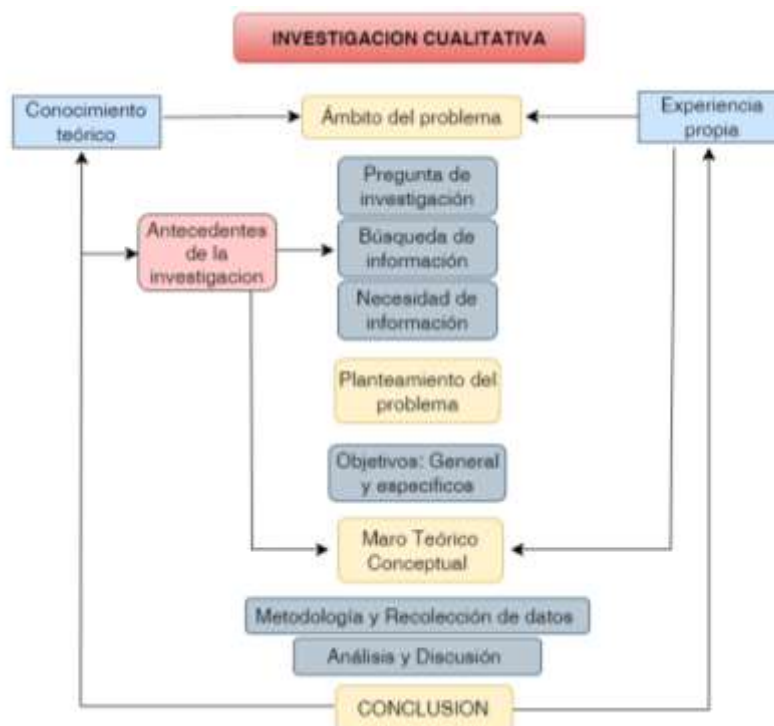 INVESTIGACION CUALITATIVA
Conocimiento
teórico
Ámbito del problema
Experiencia
propia
Pregunta de
investigación
Antecedentes
de la
investigacion
Búsqueda de
información
Necesidad de
información
Planteamiento del
problema
Objetivos: General
y especificos
Maro Teórico
Conceptual
Metodología y Recolección de datos
Análisis y Discusión
CONCLUSION